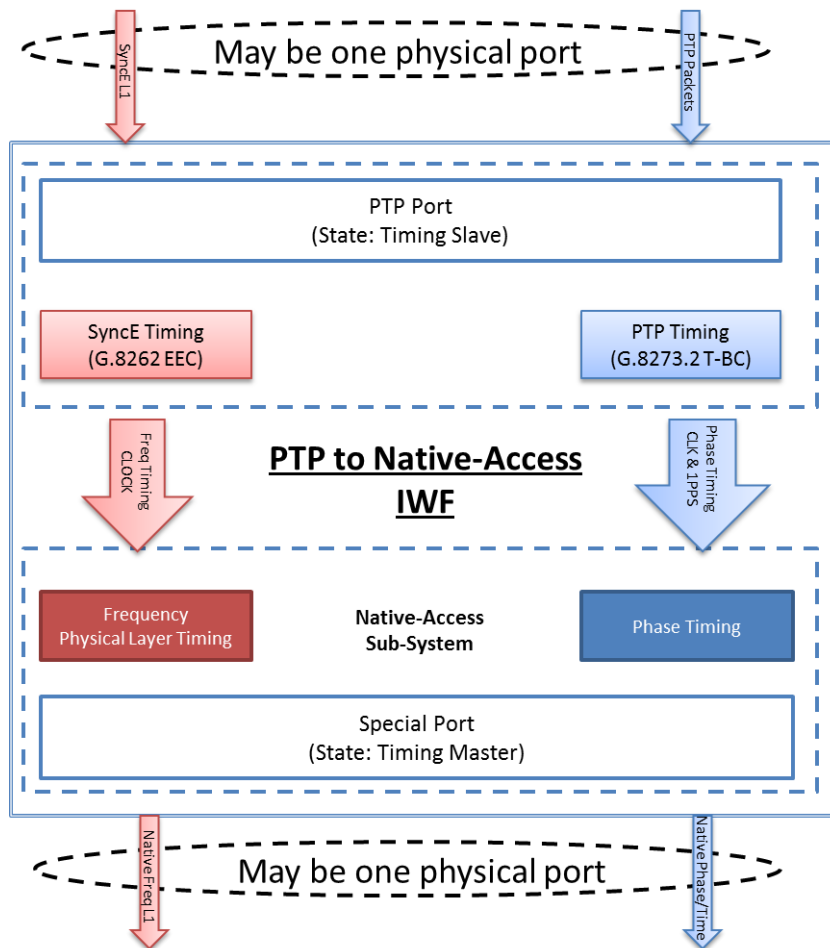 May be one physical port
SyncE L1
PTP Packets
PTP Port
(State: Timing Slave)
SyncE Timing
(G.8262 EEC)
PTP Timing
(G.8273.2 T-BC)
Freq Timing
CLOCK
PTP to Native-Access
IWF
Phase Timing
CLK & 1PPS
Frequency
Physical Layer Timing
Native-Access
Sub-System
Phase Timing
Special Port
(State: Timing Master)
Native Freq L1
May be one physical port
Native Phase/Time